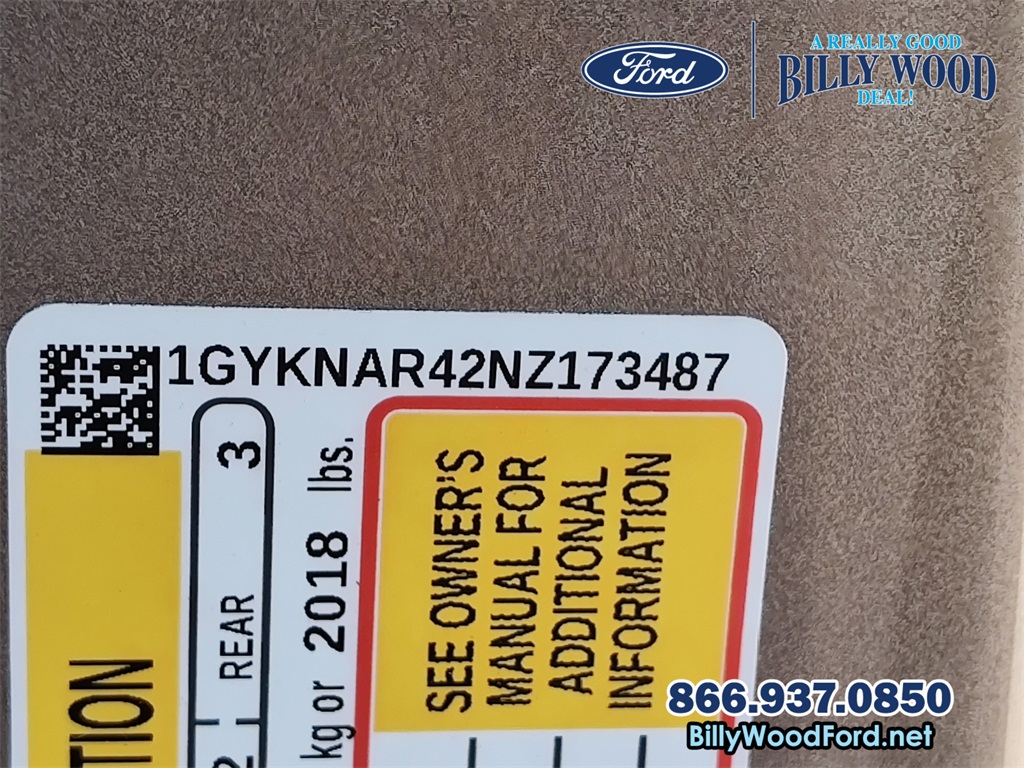 Ford
A REALLY GOOD
BILLY WOOD
DEAL!
1GYKNAR42NZ173487
REAR 3
2
kg or 2018 lbs.
SEE OWNER'S
MANUAL FOR
ADDITIONAL
INFORMATION
TION
866.937.0850
BillyWoodFord.net